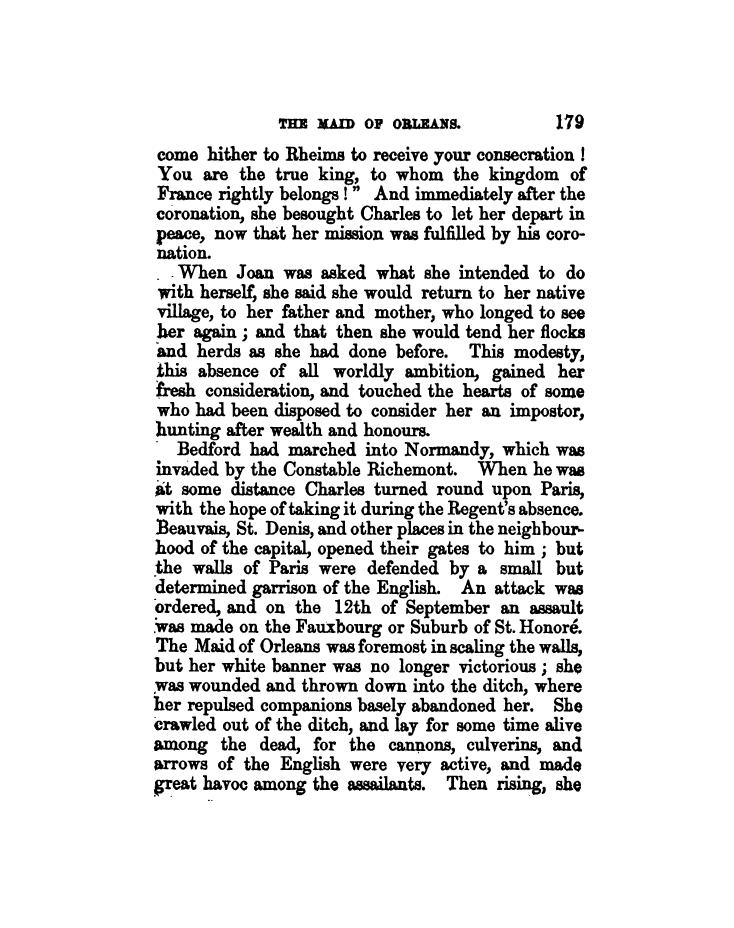 THE MAID OF ORLEANS. 179
come hither to Rheims to receive your consecration !
You are the true king, to whom the kingdom of
France rightly belongs ! " And immediately after the
coronation, she besought Charles to let her depart in
peace, now that her mission was fulfilled by his coro-
nation.
When Joan was asked what she intended to do
with herself, she said she would return to her native
village, to her father and mother, who longed to see
her again ; and that then she would tend her flocks
and herds as she had done before. This modesty,
this absence of all worldly ambition, gained her
fresh consideration, and touched the hearts of some
who had been disposed to consider her an impostor,
hunting after wealth and honours.
Bedford had marched into Normandy, which was
invaded by the Constable Richemont. When he was
at some distance Charles turned round upon Paris,
with the hope of taking it during the Regent's absence.
Beauvais, St. Denis, and other places in the neighbour-
hood of the capital, opened their gates to him ; but
the walls of Paris were defended by a small but
determined garrison of the English. An attack was
ordered, and on the 12th of September an assault
was made on the Fauxbourg or Suburb of St. Honoré.
The Maid of Orleans was foremost in scaling the walls,
but her white banner was no longer victorious ; she
was wounded and thrown down into the ditch, where
her repulsed companions basely abandoned her. She
crawled out of the ditch, and lay for some time alive
among the dead, for the cannons, culverins, and
arrows of the English were very active, and made
great havoc among the assailants. Then rising, she